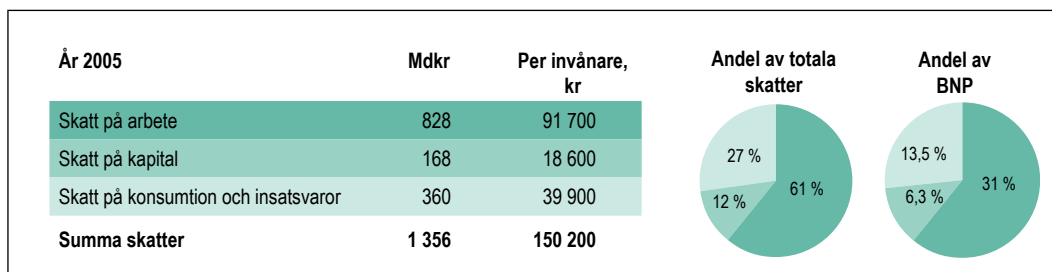 År 2005 Mdkr Per invånare, kr
Skatt på arbete 828 91 700
Skatt på kapital 168 18 600
Skatt på konsumtion och insatsvaror 360 39 900
Summa skatter 1 356 150 200
Andel av totala
skatter
27 %
61 %
12 %
Andel av
BNP
13,5 %
31 %
6,3 %